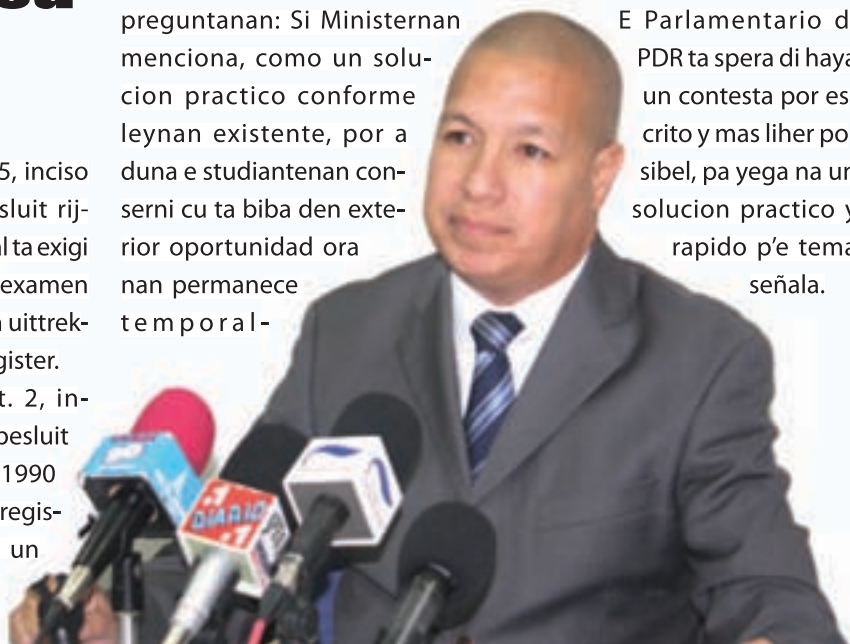 5, inciso
sluit rij-
l ta exigi
examen
uittrek-
gister.
t. 2, in-
besluit
1990
regis-
un
preguntanan: Si Ministernan
menciona, como un solu-
cion practico conforme
leynan existente, por a
duna e studiantenan con-
serni cu ta biba den exte-
rior oportunidad ora
nan permanece
temporal-
E Parlamentario d
PDR ta spera di haya
un contesta por es
crito y mas liher po
sibel, pa yega na un
solucion practico y
rapido p'e tema
señala.
DIARIO